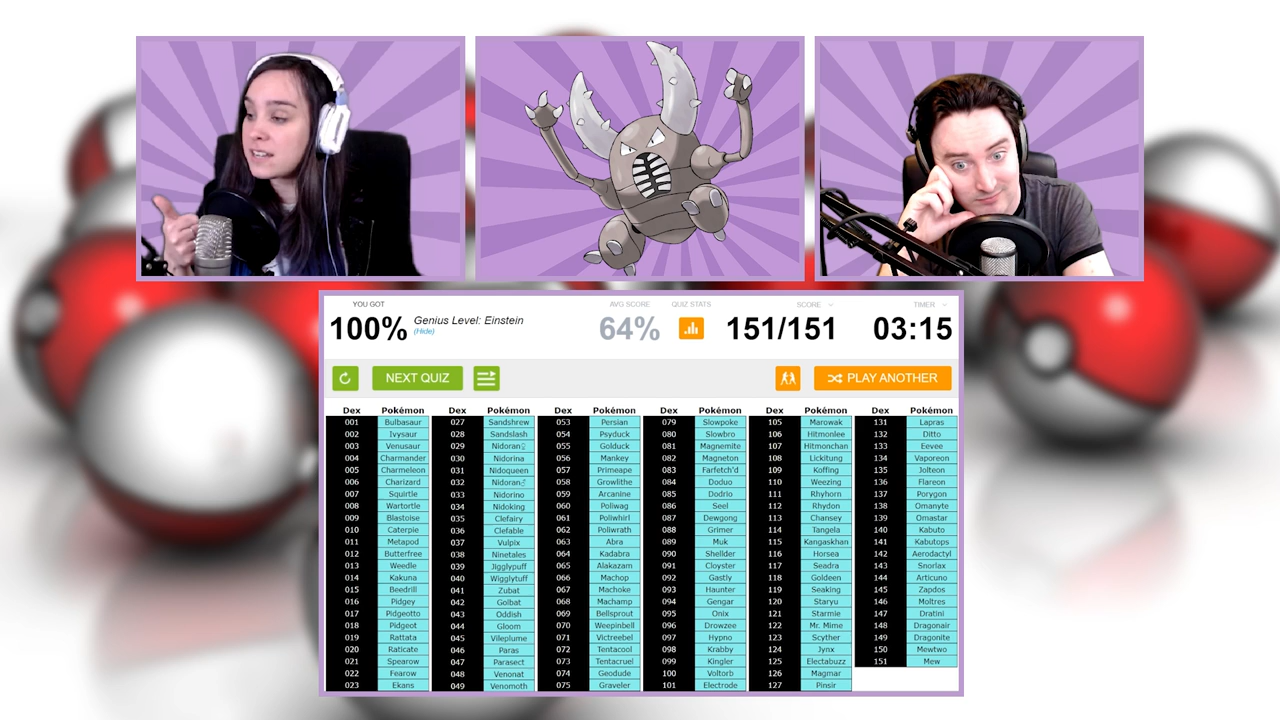 YOU GOT AVG SCORE QUIZ STATS SCORE TIMER
100% Genius Level: Einstein (Hide) 64% 151/151 03:15
NEXT QUIZ PLAY ANOTHER
Dex Pokémon Dex Pokémon Dex Pokémon Dex Pokémon Dex Pokémon Dex Pokémon
001 Bulbasaur 027 Sandshrew 053 Persian 079 Slowpoke 105 Marowak 131 Lapras
002 Ivysaur 028 Sandslash 054 Psyduck 080 Slowbro 106 Hitmonlee 132 Ditto
003 Venusaur 029 Nidoran♀ 055 Golduck 081 Magnemite 107 Hitmonchan 133 Eevee
004 Charmander 030 Nidorina 056 Mankey 082 Magneton 108 Lickitung 134 Vaporeon
005 Charmeleon 031 Nidoqueen 057 Primeape 083 Farfetch'd 109 Koffing 135 Jolteon
006 Charizard 032 Nidoran♂ 058 Growlithe 084 Doduo 110 Weezing 136 Flareon
007 Squirtle 033 Nidorino 059 Arcanine 085 Dodrio 111 Rhyhorn 137 Porygon
008 Wartortle 034 Nidoking 060 Poliwag 086 Seel 112 Rhydon 138 Omanyte
009 Blastoise 035 Clefairy 061 Poliwhirl 087 Dewgong 113 Chansey 139 Omastar
010 Caterpie 036 Clefable 062 Poliwrath 088 Grimer 114 Tangela 140 Kabuto
011 Metapod 037 Vulpix 063 Abra 089 Muk 115 Kangaskhan 141 Kabutops
012 Butterfree 038 Ninetales 064 Kadabra 090 Shellder 116 Horsea 142 Aerodactyl
013 Weedle 039 Jigglypuff 065 Alakazam 091 Cloyster 117 Seadra 143 Snorlax
014 Kakuna 040 Wigglytuff 066 Machop 092 Gastly 118 Goldeen 144 Articuno
015 Beedrill 041 Zubat 067 Machoke 093 Haunter 119 Seaking 145 Zapdos
016 Pidgey 042 Golbat 068 Machamp 094 Gengar 120 Staryu 146 Moltres
017 Pidgeotto 043 Oddish 069 Bellsprout 095 Onix 121 Starmie 147 Dratini
018 Pidgeot 044 Gloom 070 Weepinbell 096 Drowzee 122 Mr. Mime 148 Dragonair
019 Rattata 045 Vileplume 071 Victreebel 097 Hypno 123 Scyther 149 Dragonite
020 Raticate 046 Paras 072 Tentacool 098 Krabby 124 Jynx 150 Mewtwo
021 Spearow 047 Parasect 073 Tentacruel 099 Kingler 125 Electabuzz 151 Mew
022 Fearow 048 Venonat 074 Geodude 100 Voltorb 126 Magmar
023 Ekans 049 Venomoth 075 Graveler 101 Electrode 127 Pinsir